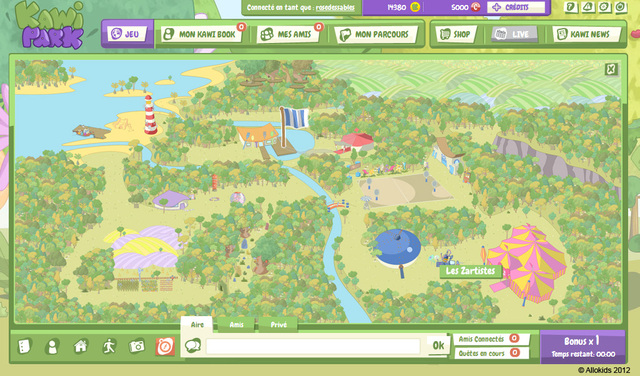 KAWI
PARK
Connecté en tant que : roidedessables
14380
5000
+ CRÉDITS
JEU
MON KAWI BOOK
0
MES AMIS
0
MON PARCOURS
SHOP
LIVE
KAWI NEWS
Les Zartistes
Aire
Amis
Privé
Ok
Amis Connectés
0
Quêtes en cours
0
Bonus x 1
Temps restant: 00:00
© Allokids 2012